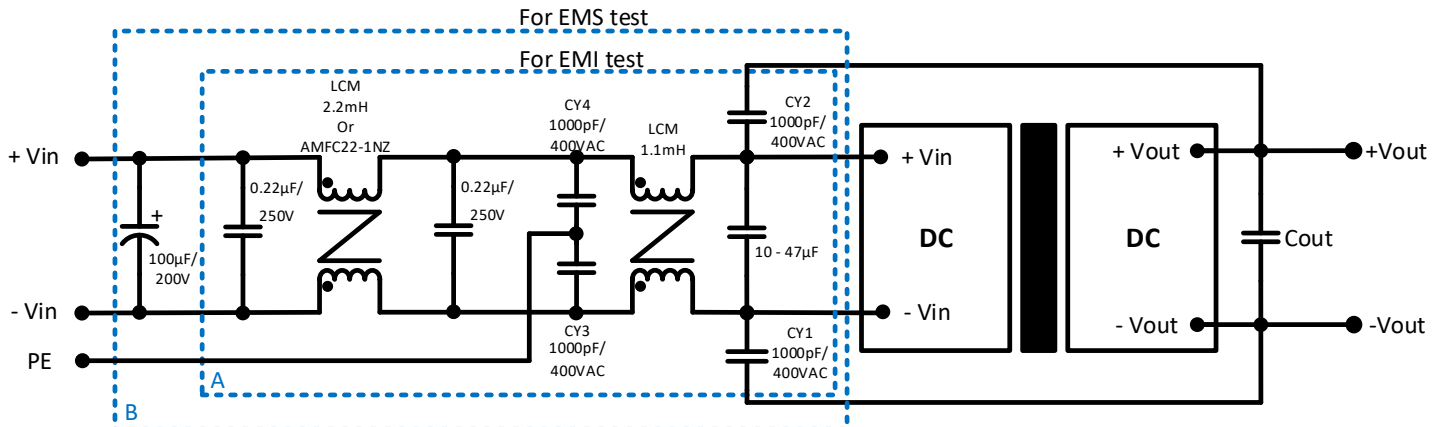 For EMS test
For EMI test
LCM
2.2mH
Or
AMFC22-1NZ
CY4
1000pF/
400VAC
LCM
1.1mH
CY2
1000pF/
400VAC
+ Vin
0.22µF/
250V
0.22µF/
250V
+ Vin
+ Vout
+Vout
+
100µF/
200V
10 - 47µF
DC
DC
Cout
- Vin
- Vin
- Vout
-Vout
PE
CY3
1000pF/
400VAC
CY1
1000pF/
400VAC
A
B